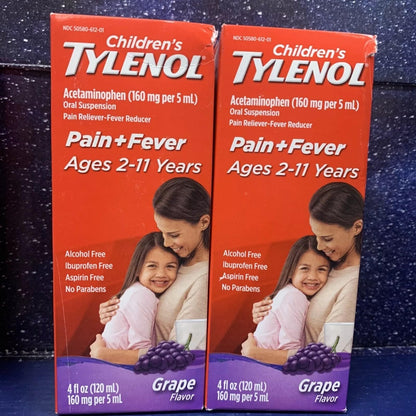 NDC 50580-612-01
Children's
TYLENOL
Acetaminophen (160 mg per 5 mL)
Oral Suspension
Pain Reliever-Fever Reducer
Pain+Fever
Ages 2-11 Years
Alcohol Free
Ibuprofen Free
Aspirin Free
No Parabens
Grape
Flavor
4 fl oz (120 mL)
160 mg per 5 mL
NDC 50580-612-01
Children's
TYLENOL
Acetaminophen (160 mg per 5 mL)
Oral Suspension
Pain Reliever-Fever Reducer
Pain+Fever
Ages 2-11 Years
Alcohol Free
Ibuprofen Free
Aspirin Free
No Parabens
Grape
Flavor
4 fl oz (120 mL)
160 mg per 5 mL